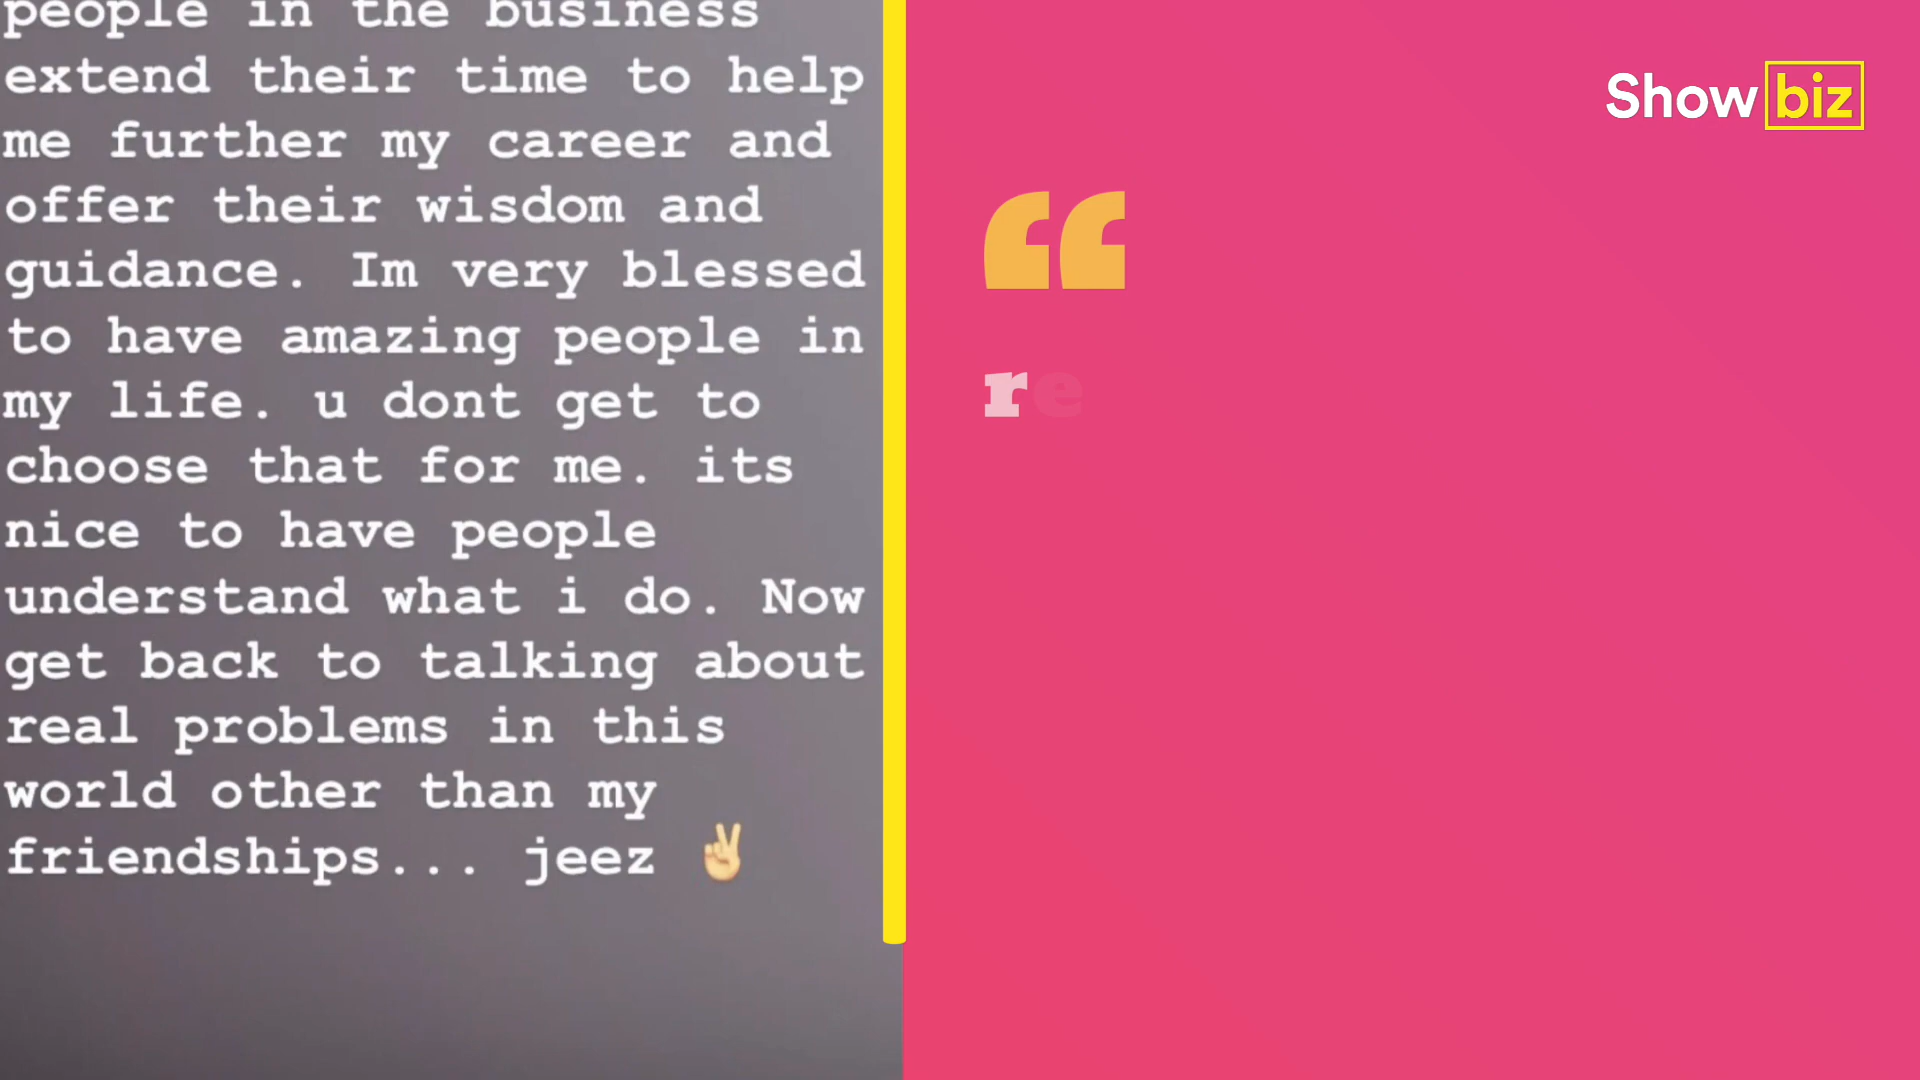 people in the business
extend their time to help
me further my career and
offer their wisdom and
guidance. Im very blessed
to have amazing people in
my life. u dont get to
choose that for me. its
nice to have people
understand what i do. Now
get back to talking about
real problems in this
world other than my
friendships... jeez ✌
Showbiz
“
re